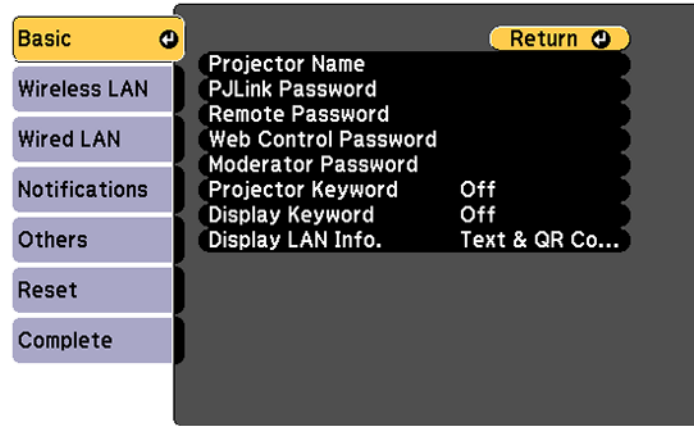 Basic
Wireless LAN
Wired LAN
Notifications
Others
Reset
Complete
Return
Projector Name
PJLink Password
Remote Password
Web Control Password
Moderator Password
Projector Keyword Off
Display Keyword Off
Display LAN Info. Text & QR Co...